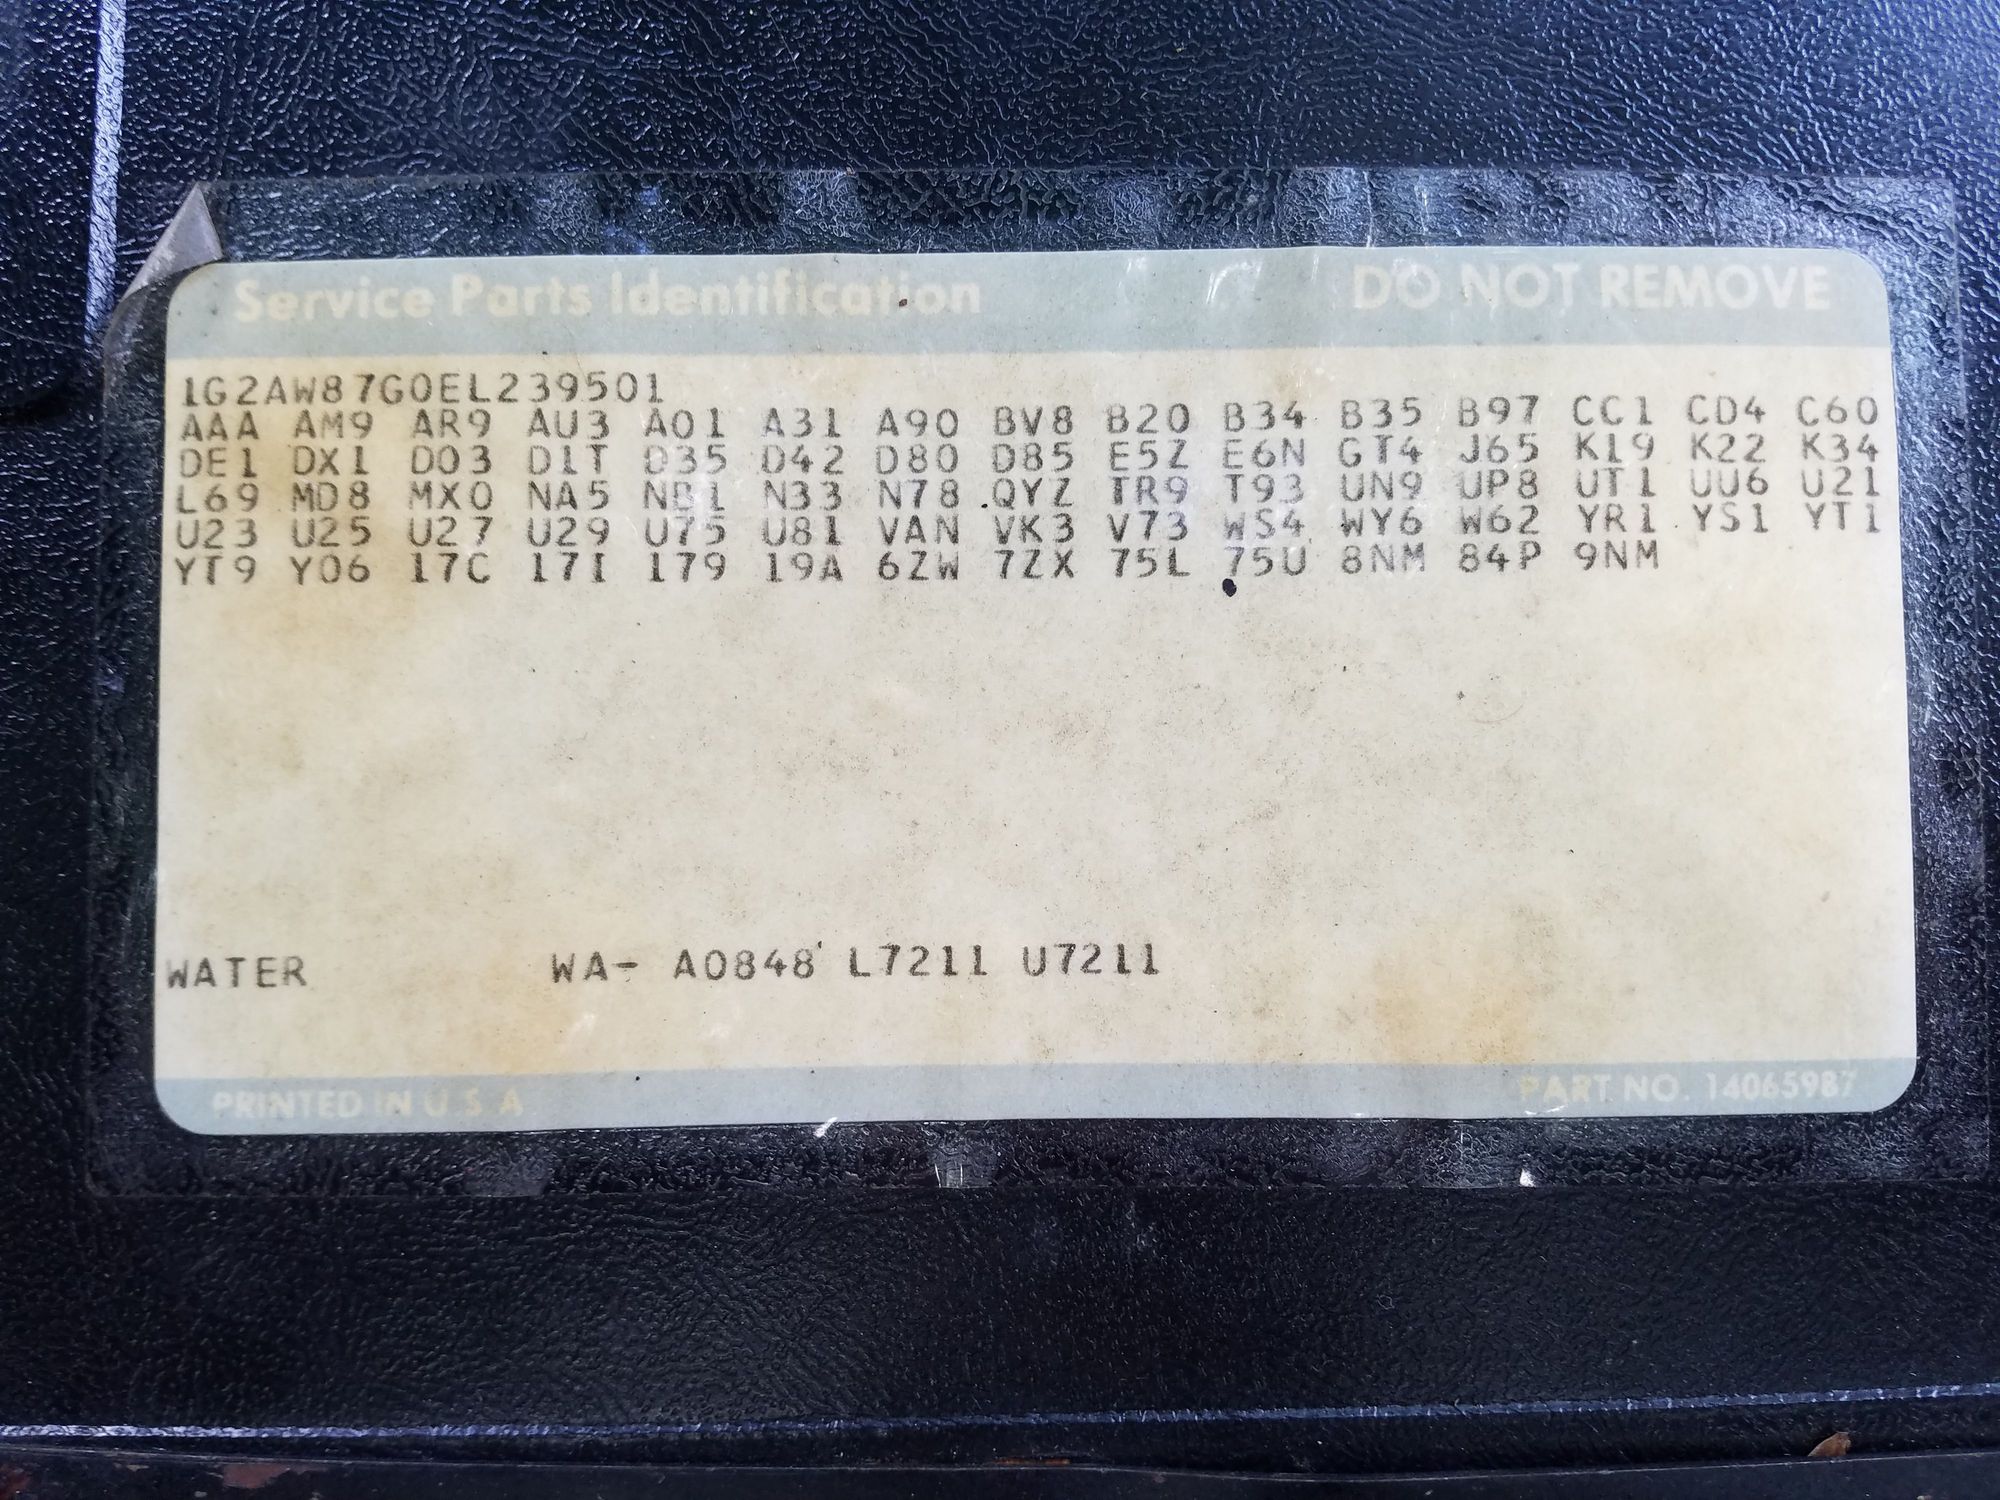 Service Parts Identification DO NOT REMOVE
1G2AW87G0EL239501
AAA AM9 AR9 AU3 A01 A31 A90 BV8 B20 B34 B35 B97 CC1 CD4 C60
DE1 DX1 D03 D1T D35 D42 D80 D85 E5Z E6N GT4 J65 K19 K22 K34
L69 MD8 MX0 NA5 NB1 N33 N78 QYZ TR9 T93 UN9 UP8 UT1 UU6 U21
U23 U25 U27 U29 U75 U81 VAN VK3 V73 WS4 WY6 W62 YR1 YS1 YT1
YT9 Y06 17C 17I 179 19A 6ZW 7ZX 75L 75U 8NM 84P 9NM
WATER WA- A0848 L7211 U7211
PRINTED IN U.S.A PART NO. 14065987